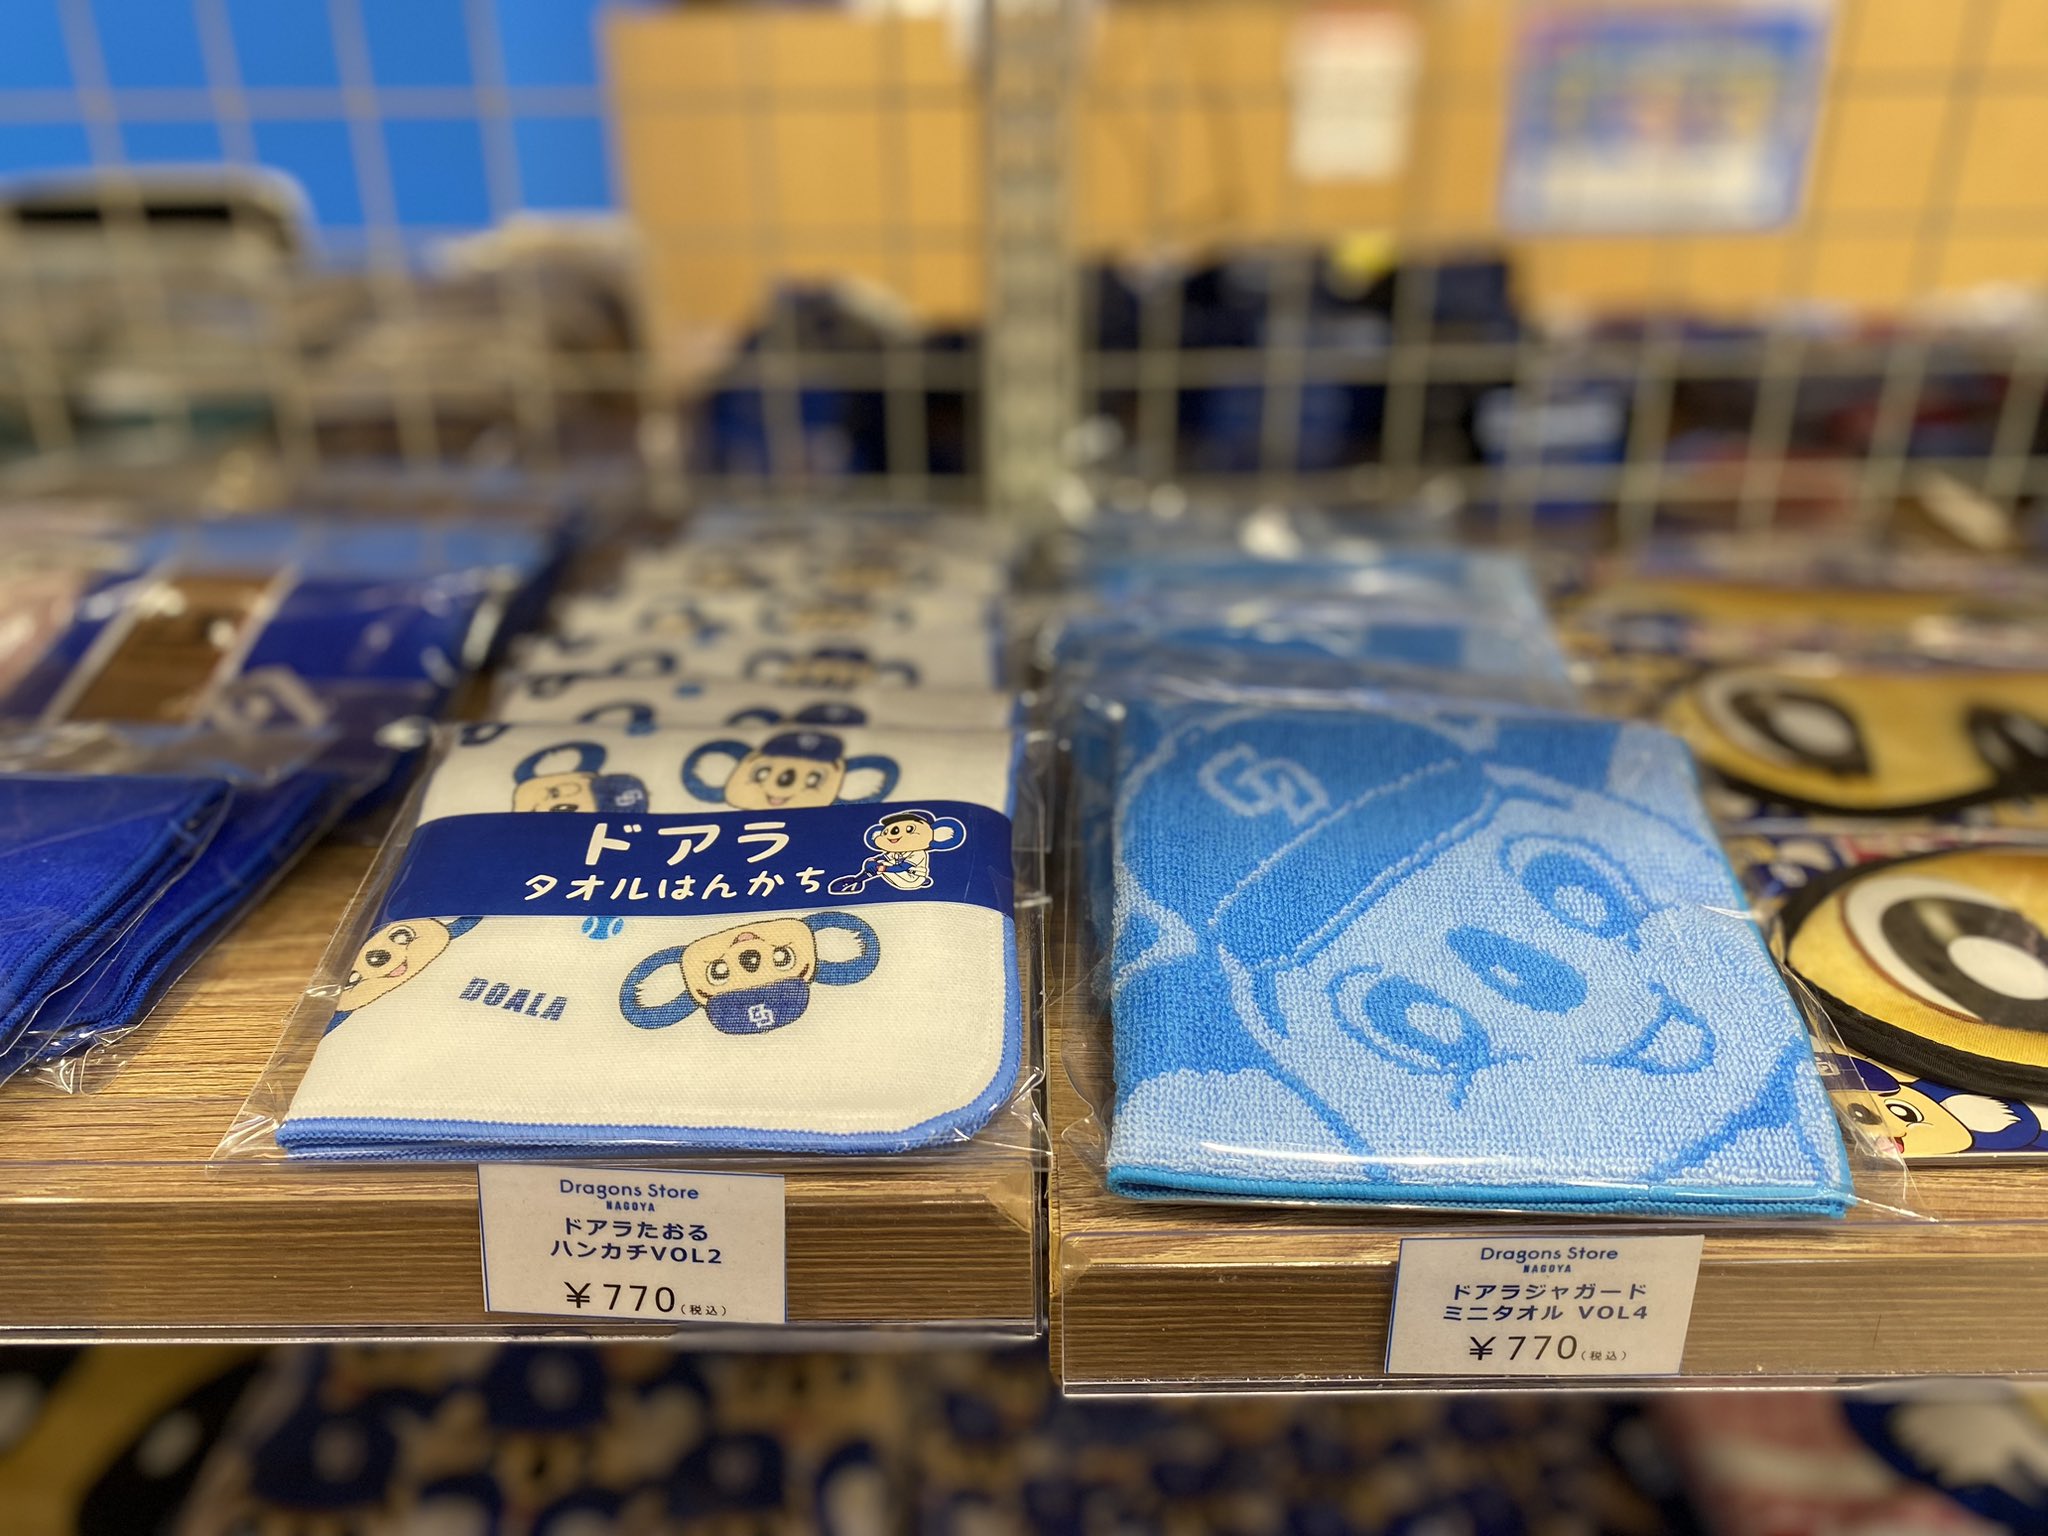 ドアラ
タオルはんかち
DOALA
Dragons Store
NAGOYA
ドアラたおる
ハンカチVOL2
¥770(税込)
Dragons Store
NAGOYA
ドアラジャガード
ミニタオル VOL4
¥770(税込)